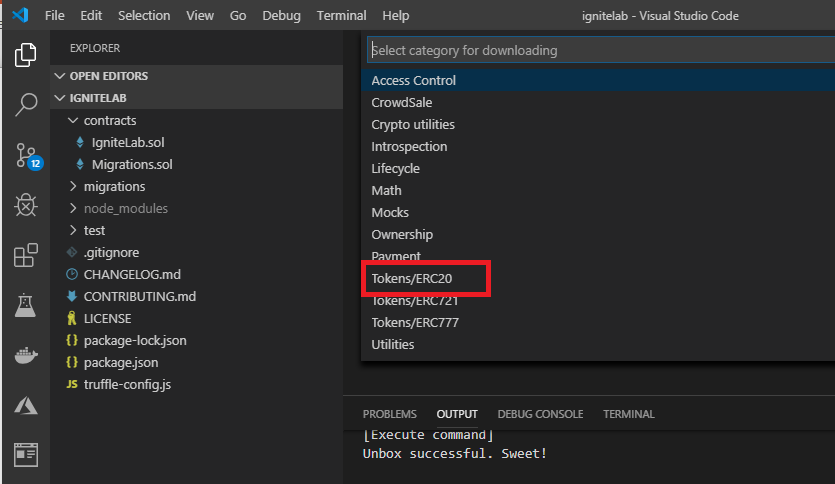 File Edit Selection View Go Debug Terminal Help ignitelab - Visual Studio Code
EXPLORER
OPEN EDITORS
IGNITELAB
contracts
IgniteLab.sol
Migrations.sol
migrations
node_modules
test
.gitignore
CHANGELOG.md
CONTRIBUTING.md
LICENSE
package-lock.json
package.json
JS truffle-config.js
12
Select category for downloading
Access Control
CrowdSale
Crypto utilities
Introspection
Lifecycle
Math
Mocks
Ownership
Payment
Tokens/ERC20
Tokens/ERC721
Tokens/ERC777
Utilities
PROBLEMS OUTPUT DEBUG CONSOLE TERMINAL
[Execute command]
Unbox successful. Sweet!